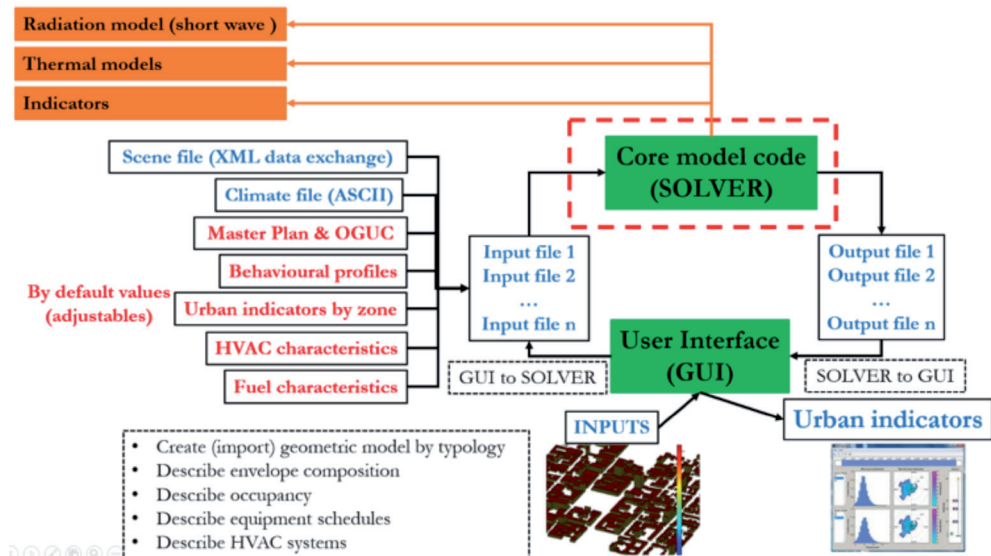 Radiation model (short wave )
Thermal models
Indicators
Scene file (XML data exchange)
Climate file (ASCII)
Master Plan & OGUC
Behavioural profiles
By default values
(adjustables)
Urban indicators by zone
HVAC characteristics
Fuel characteristics
Core model code
(SOLVER)
Input file 1
Input file 2
…
Input file n
Output file 1
Output file 2
…
Output file n
User Interface
(GUI)
GUI to SOLVER
SOLVER to GUI
INPUTS
Urban indicators
• Create (import) geometric model by typology
• Describe envelope composition
• Describe occupancy
• Describe equipment schedules
• Describe HVAC systems